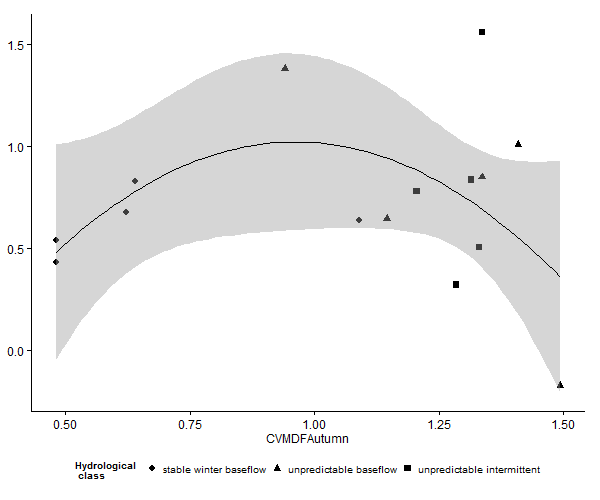 1.5
1.0
0.5
0.0
0.50 0.75 1.00 1.25 1.50
CVMDFAutumn
Hydrological
class
stable winter baseflow unpredictable baseflow unpredictable intermittent